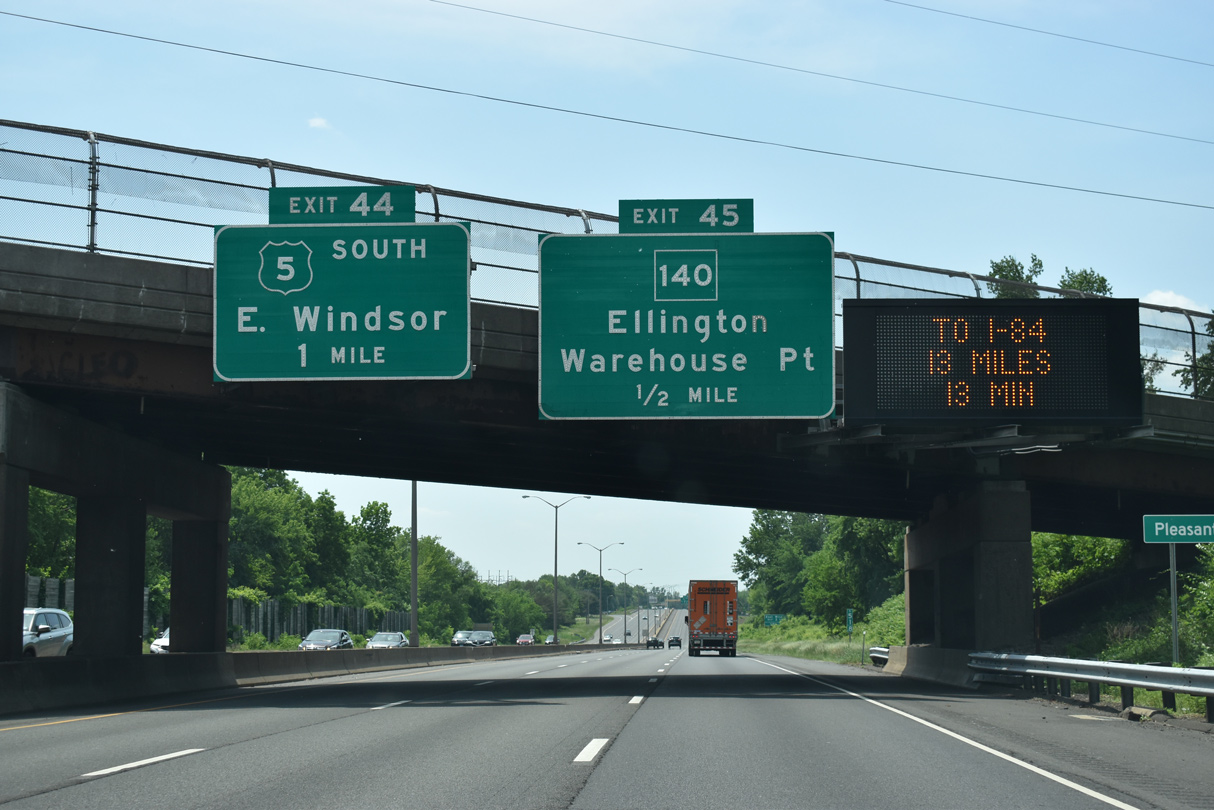 EXIT 44
5 SOUTH
E. Windsor
1 MILE
EXIT 45
140
Ellington
Warehouse Pt
1/2 MILE
TO I-84
13 MILES
13 MIN
Pleasant